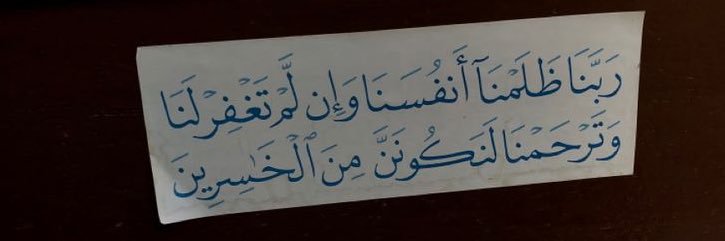 رَبَّنَا ظَلَمْنَآ أَنفُسَنَا وَإِن لَّمْ تَغْفِرْ لَنَا
وَتَرْحَمْنَا لَنَكُونَنَّ مِنَ ٱلْخَٰسِرِينَ